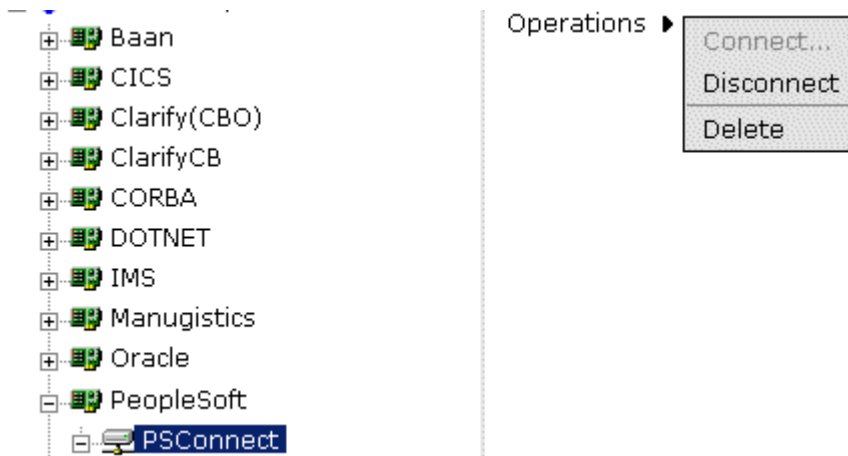 Baan
CICS
Clarify(CBO)
ClarifyCB
CORBA
DOTNET
IMS
Manugistics
Oracle
PeopleSoft
PSConnect
Operations
Connect...
Disconnect
Delete